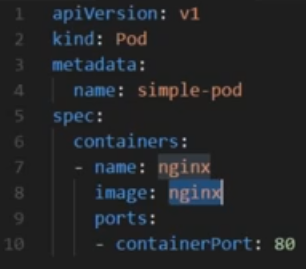 1 apiVersion: v1
2 kind: Pod
3 metadata:
4   name: simple-pod
5 spec:
6   containers:
7   - name: nginx
8     image: nginx
9     ports:
10     - containerPort: 80